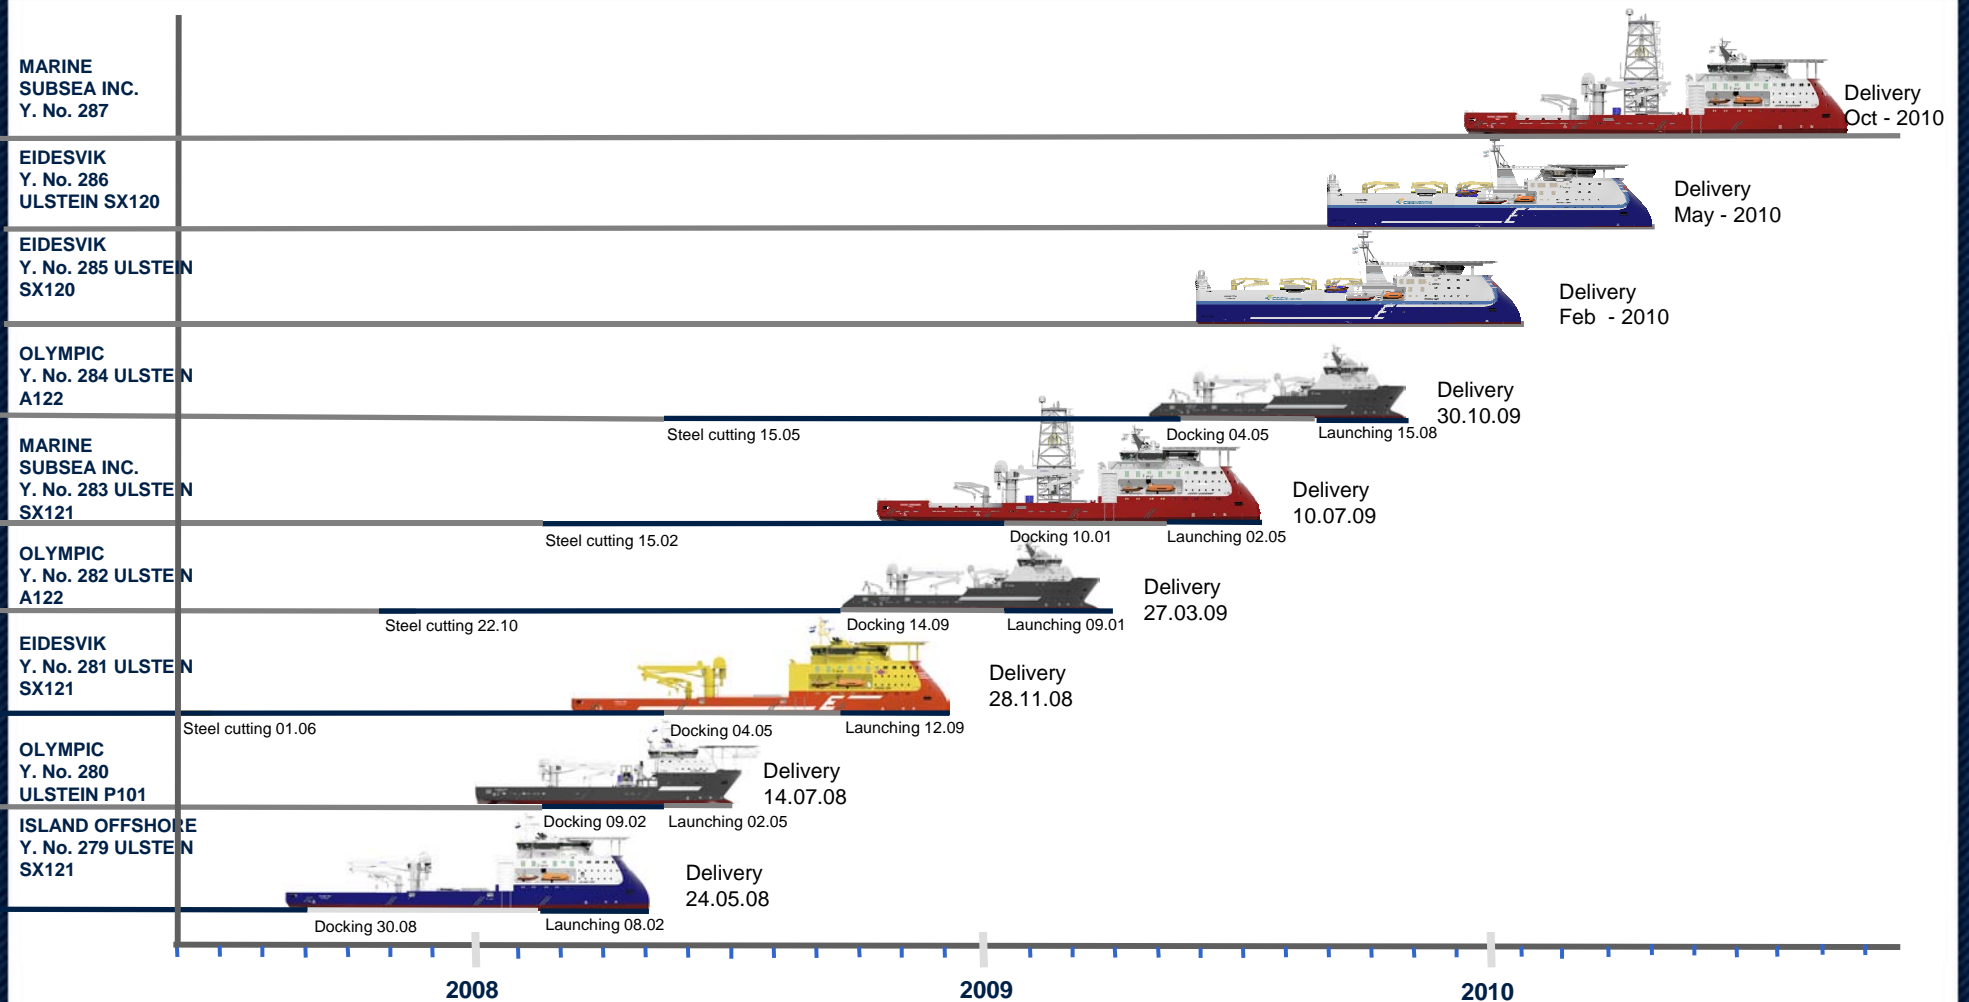 MARINE
SUBSEA INC.
Y. No. 287
Delivery
Oct - 2010
EIDESVIK
Y. No. 286
ULSTEIN SX120
Delivery
May - 2010
EIDESVIK
Y. No. 285 ULSTEIN
SX120
Delivery
Feb - 2010
OLYMPIC
Y. No. 284 ULSTEIN
A122
Delivery
30.10.09
Steel cutting 15.05
Docking 04.05
Launching 15.08
MARINE
SUBSEA INC.
Y. No. 283 ULSTEIN
SX121
Delivery
10.07.09
Steel cutting 15.02
Docking 10.01
Launching 02.05
OLYMPIC
Y. No. 282 ULSTEIN
A122
Delivery
27.03.09
Steel cutting 22.10
Docking 14.09
Launching 09.01
EIDESVIK
Y. No. 281 ULSTEIN
SX121
Delivery
28.11.08
Steel cutting 01.06
Docking 04.05
Launching 12.09
OLYMPIC
Y. No. 280
ULSTEIN P101
Delivery
14.07.08
Docking 09.02
Launching 02.05
ISLAND OFFSHORE
Y. No. 279 ULSTEIN
SX121
Delivery
24.05.08
Docking 30.08
Launching 08.02
2008
2009
2010